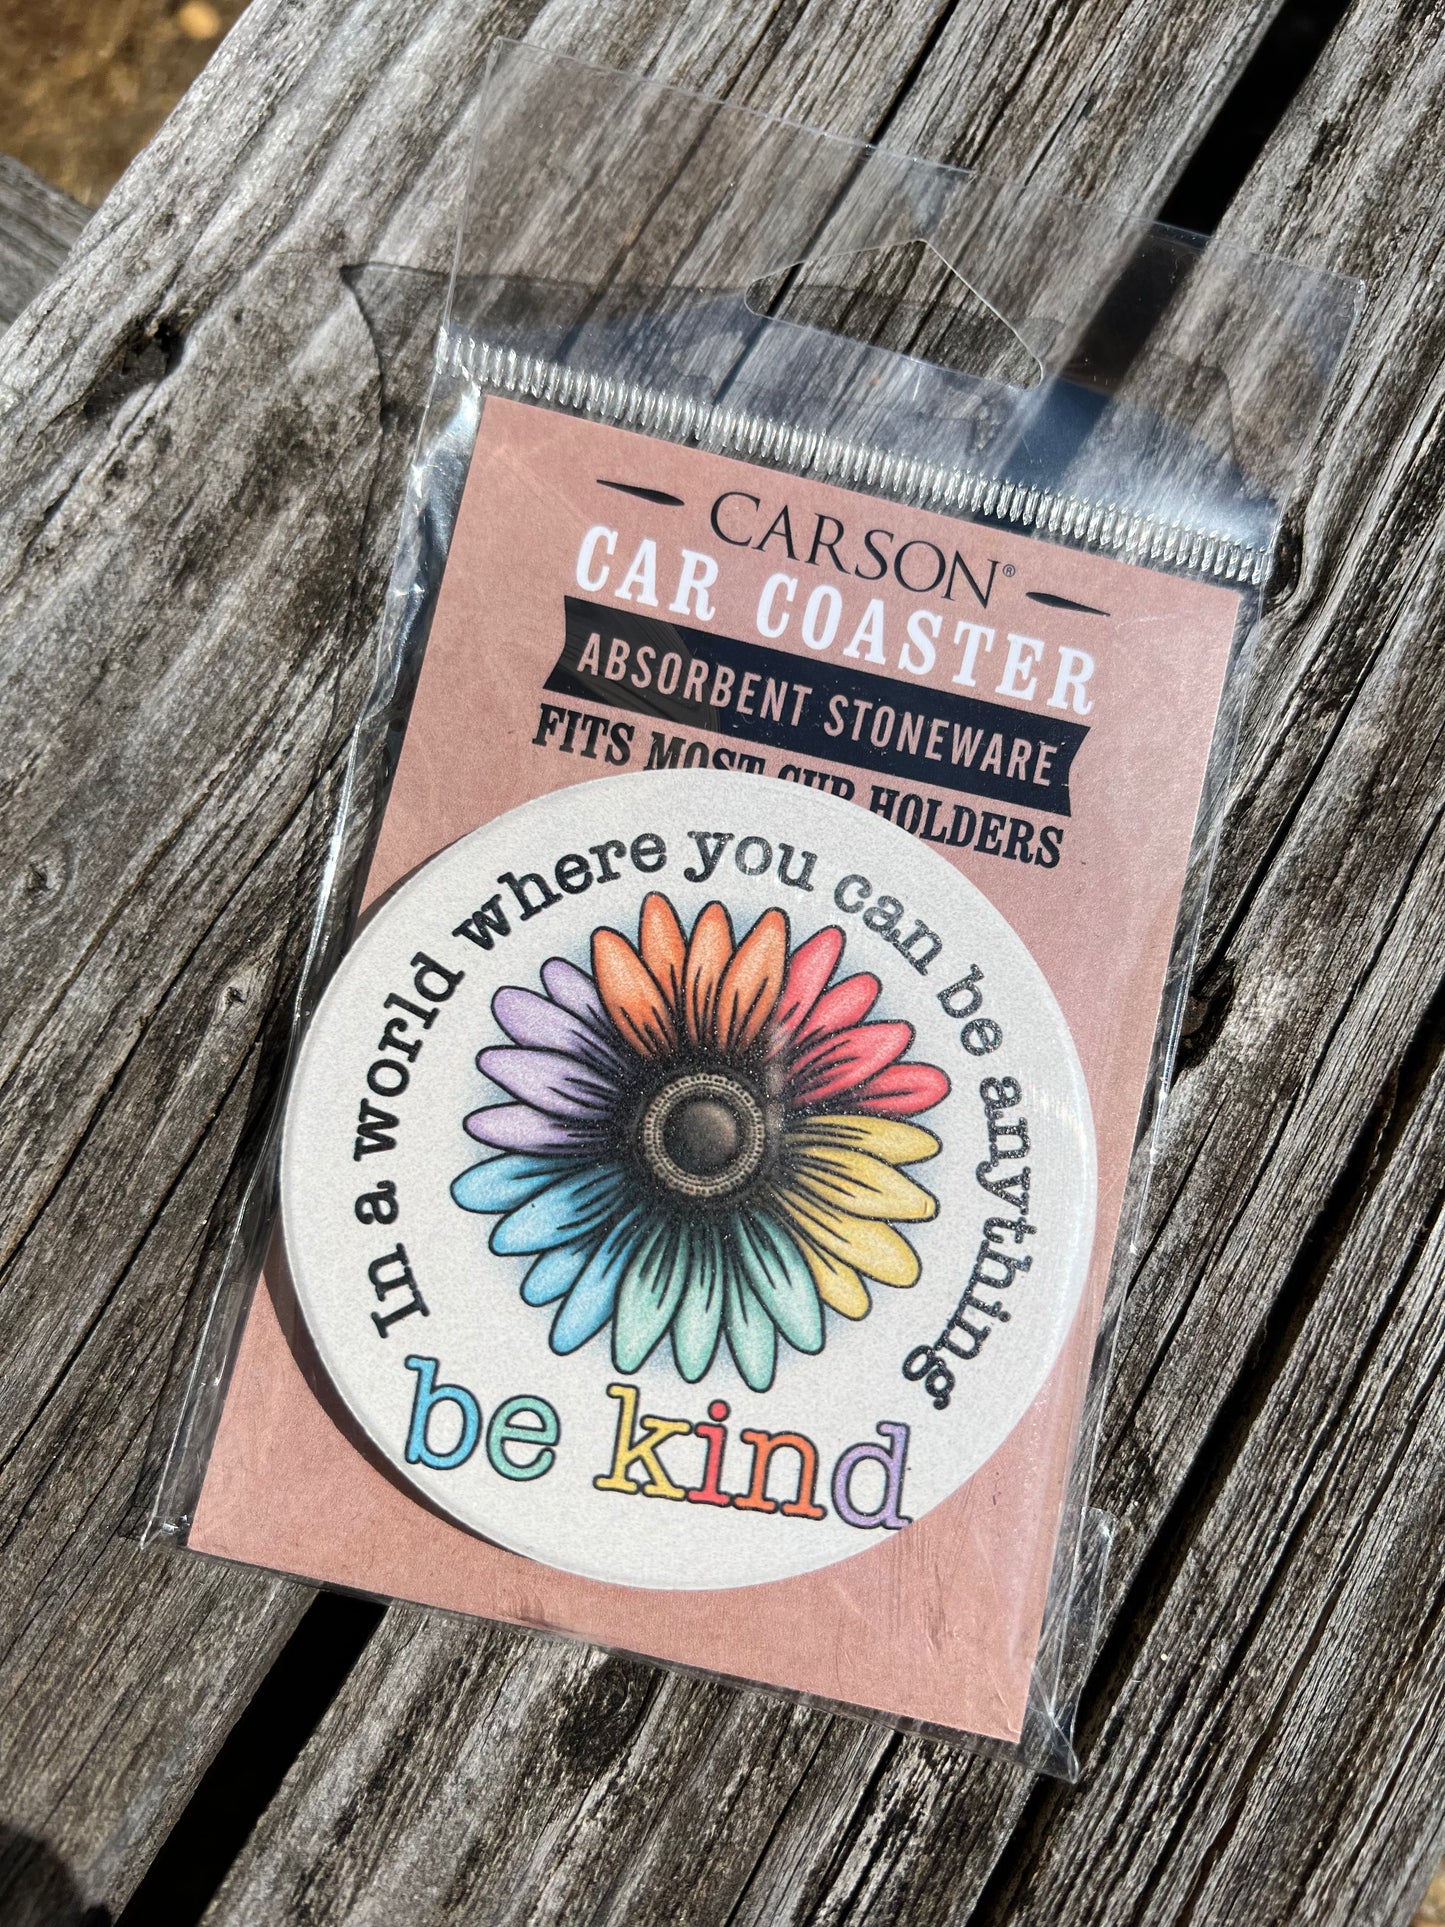 CARSON®
CAR COASTER
ABSORBENT STONEWARE
FITS MOST CUP HOLDERS
In a world where you can be anything
be kind